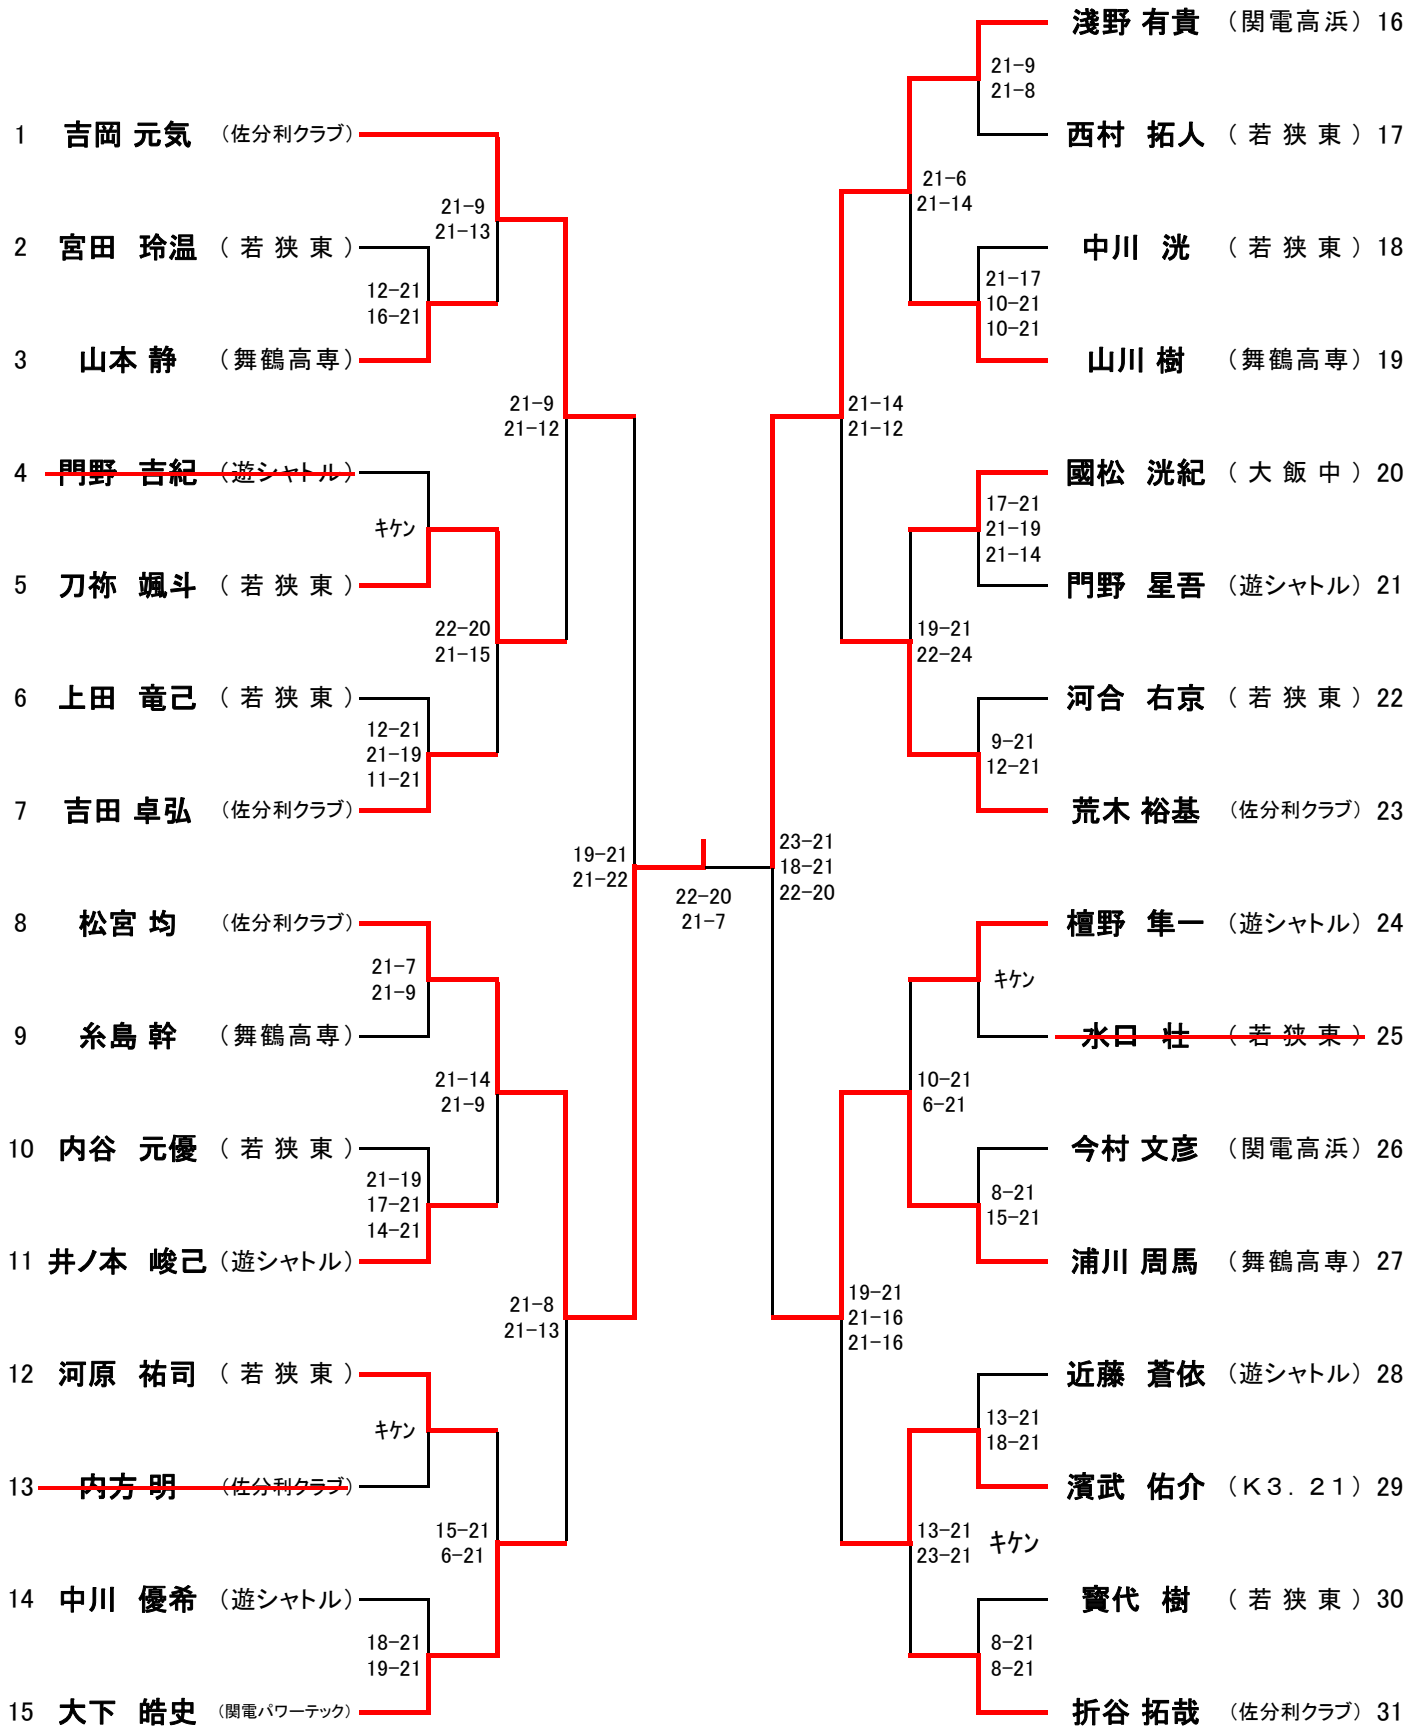 1 吉岡 元気 （佐分利クラブ）
21-9
21-13
2 宮田 玲温 （若狭東）
12-21
16-21
3 山本 静 （舞鶴高専）
21-9
21-12
4 門野 吉紀 （遊シャトル）
キケン
5 刀祢 颯斗 （若狭東）
22-20
21-15
6 上田 竜己 （若狭東）
12-21
21-19
11-21
7 吉田 卓弘 （佐分利クラブ）
19-21
21-22
8 松宮 均 （佐分利クラブ）
21-7
21-9
9 糸島 幹 （舞鶴高専）
21-14
21-9
10 内谷 元優 （若狭東）
21-19
17-21
14-21
11 井ノ本 峻己 （遊シャトル）
21-8
21-13
12 河原 祐司 （若狭東）
キケン
13 内方 明 （佐分利クラブ）
15-21
6-21
14 中川 優希 （遊シャトル）
18-21
19-21
15 大下 皓史 （関電パワーテック）
22-20
21-7
淺野 有貴 （関電高浜） 16
21-9
21-8
西村 拓人 （若狭東） 17
21-6
21-14
中川 洸 （若狭東） 18
21-17
10-21
10-21
山川 樹 （舞鶴高専） 19
21-14
21-12
國松 洸紀 （大飯中） 20
17-21
21-19
21-14
門野 星吾 （遊シャトル） 21
19-21
22-24
河合 右京 （若狭東） 22
9-21
12-21
荒木 裕基 （佐分利クラブ） 23
23-21
18-21
22-20
檀野 隼一 （遊シャトル） 24
キケン
水口 壮 （若狭東） 25
10-21
6-21
今村 文彦 （関電高浜） 26
8-21
15-21
浦川 周馬 （舞鶴高専） 27
19-21
21-16
21-16
近藤 蒼依 （遊シャトル） 28
13-21
18-21
濱武 佑介 （Ｋ３．２１） 29
13-21
23-21
キケン
寳代 樹 （若狭東） 30
8-21
8-21
折谷 拓哉 （佐分利クラブ） 31